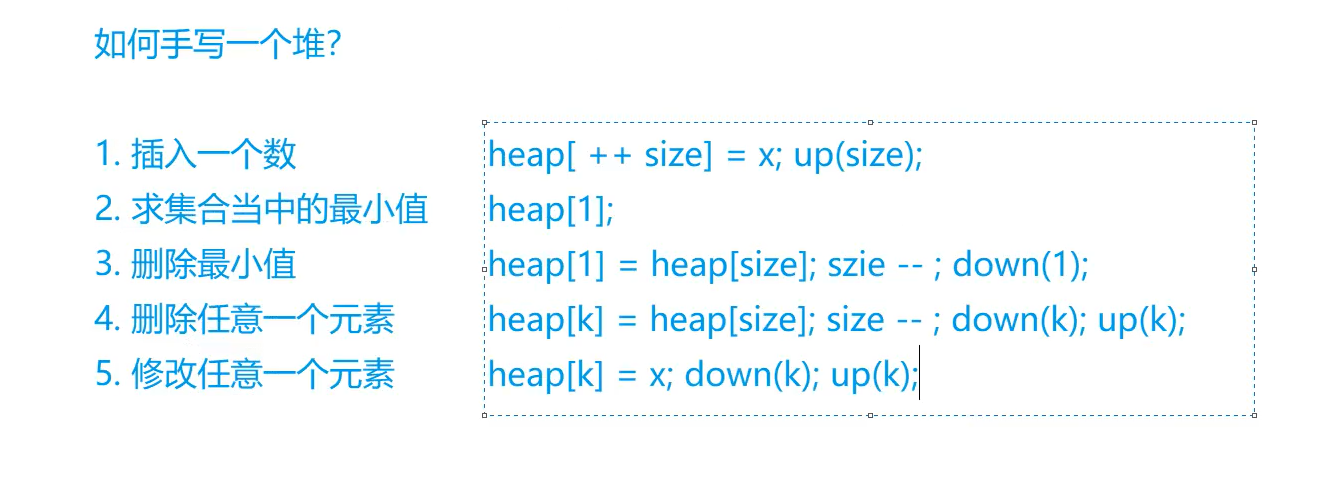 如何手写一个堆？
1. 插入一个数 heap[ ++ size] = x; up(size);
2. 求集合当中的最小值 heap[1];
3. 删除最小值 heap[1] = heap[size]; szie -- ; down(1);
4. 删除任意一个元素 heap[k] = heap[size]; size -- ; down(k); up(k);
5. 修改任意一个元素 heap[k] = x; down(k); up(k);